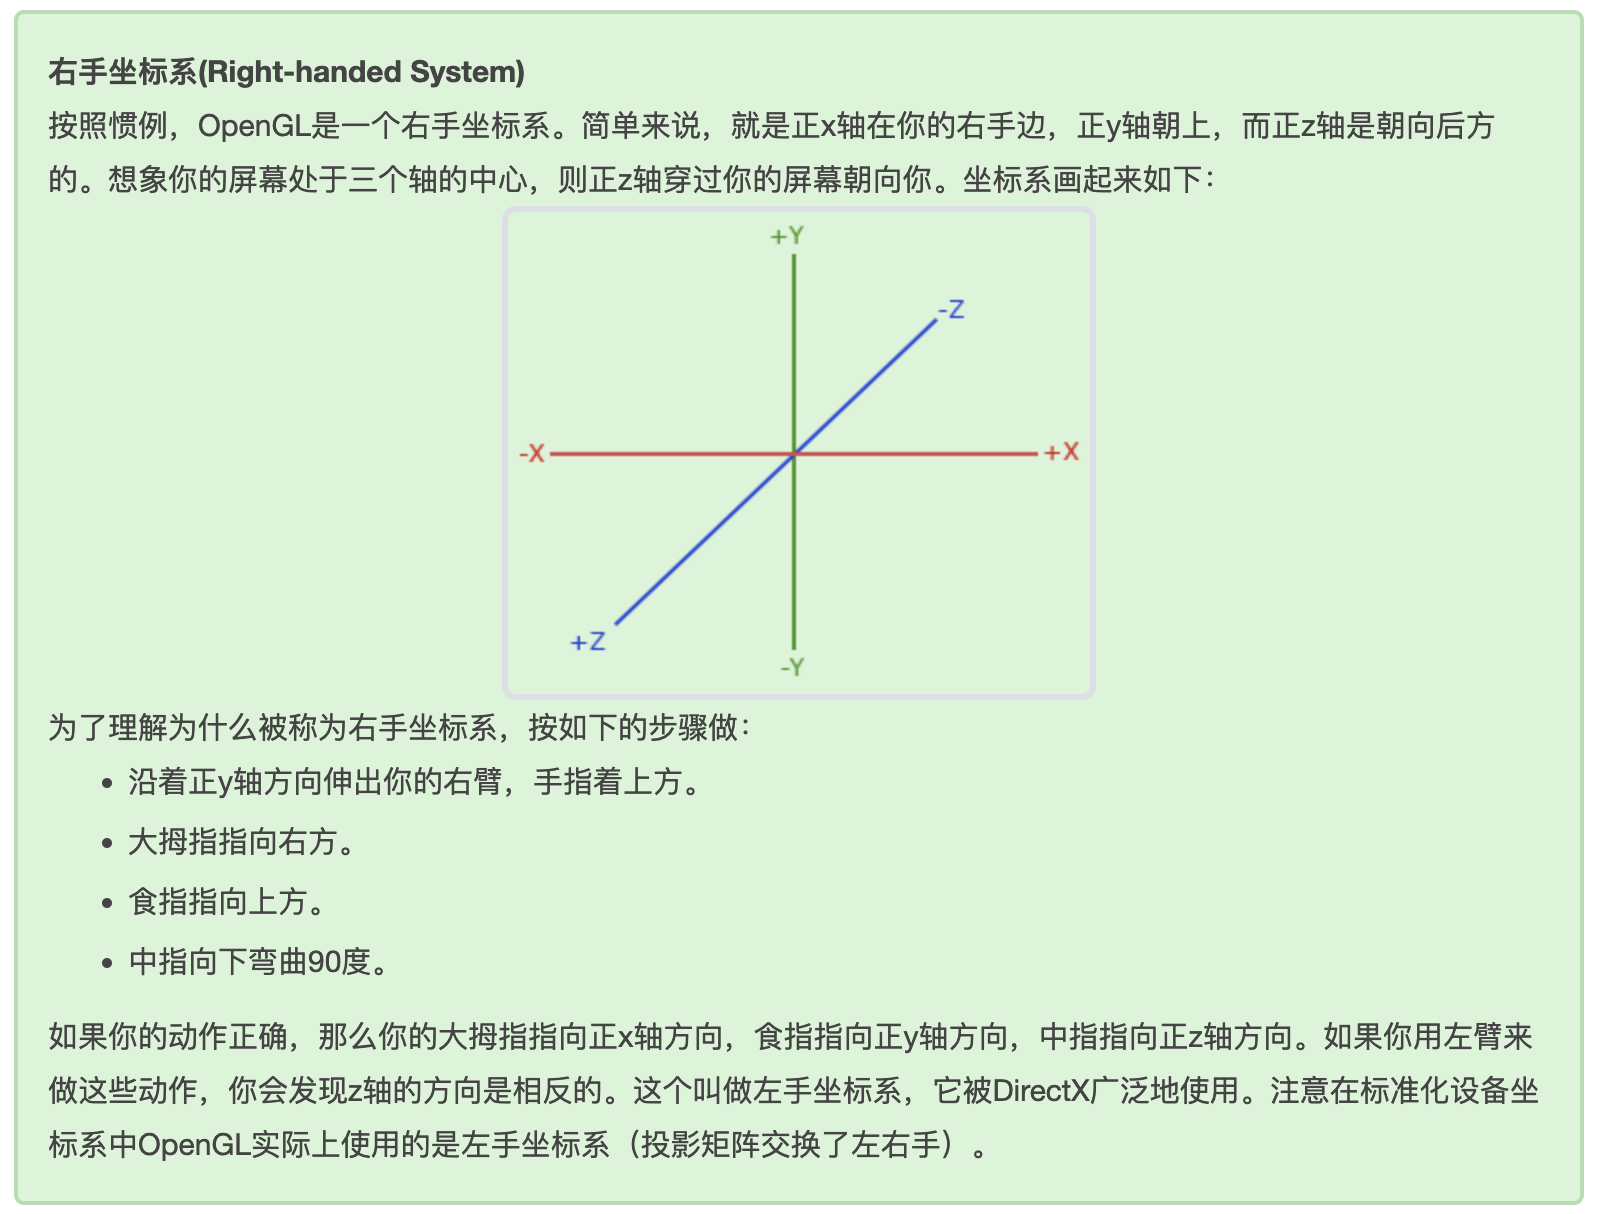 右手坐标系(Right-handed System)
按照惯例，OpenGL是一个右手坐标系。简单来说，就是正x轴在你的右手边，正y轴朝上，而正z轴是朝向后方
的。想象你的屏幕处于三个轴的中心，则正z轴穿过你的屏幕朝向你。坐标系画起来如下：
+Y
-Z
-X
+X
+Z
-Y
为了理解为什么被称为右手坐标系，按如下的步骤做：
• 沿着正y轴方向伸出你的右臂，手指着上方。
• 大拇指指向右方。
• 食指指向上方。
• 中指向下弯曲90度。
如果你的动作正确，那么你的大拇指指向正x轴方向，食指指向正y轴方向，中指指向正z轴方向。如果你用左臂来
做这些动作，你会发现z轴的方向是相反的。这个叫做左手坐标系，它被DirectX广泛地使用。注意在标准化设备坐
标系中OpenGL实际上使用的是左手坐标系（投影矩阵交换了左右手）。